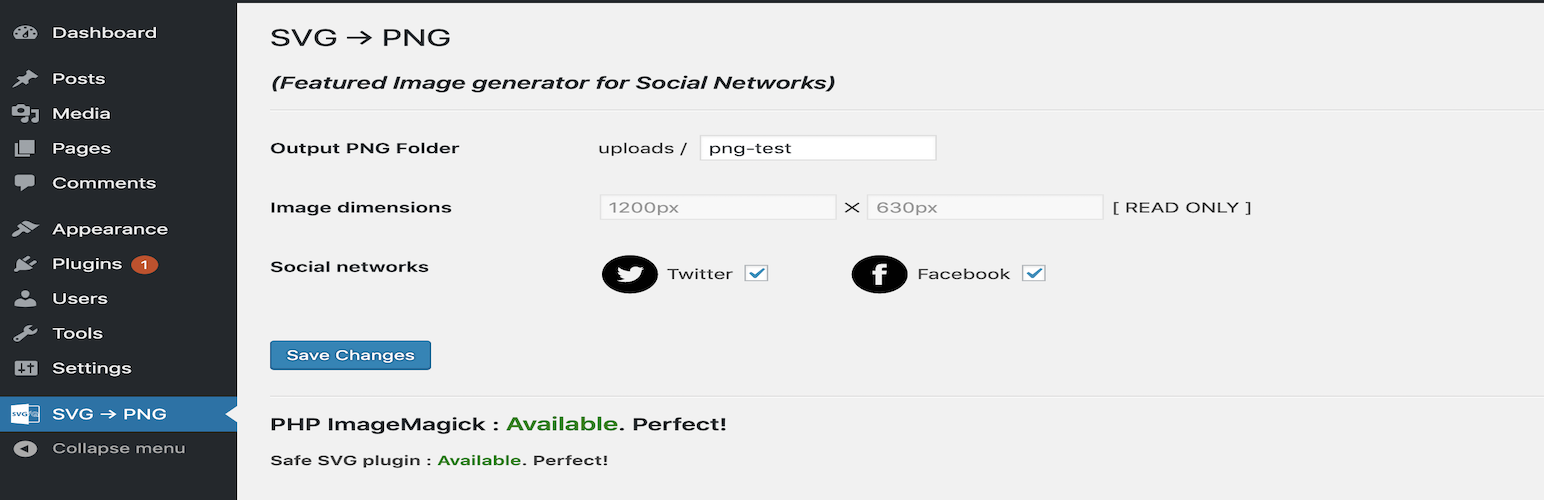 Dashboard
Posts
Media
Pages
Comments
Appearance
Plugins 1
Users
Tools
Settings
SVG → PNG
Collapse menu
SVG → PNG
(Featured Image generator for Social Networks)
Output PNG Folder uploads / png-test
Image dimensions 1200px × 630px [ READ ONLY ]
Social networks Twitter Facebook
Save Changes
PHP ImageMagick : Available. Perfect!
Safe SVG plugin : Available. Perfect!